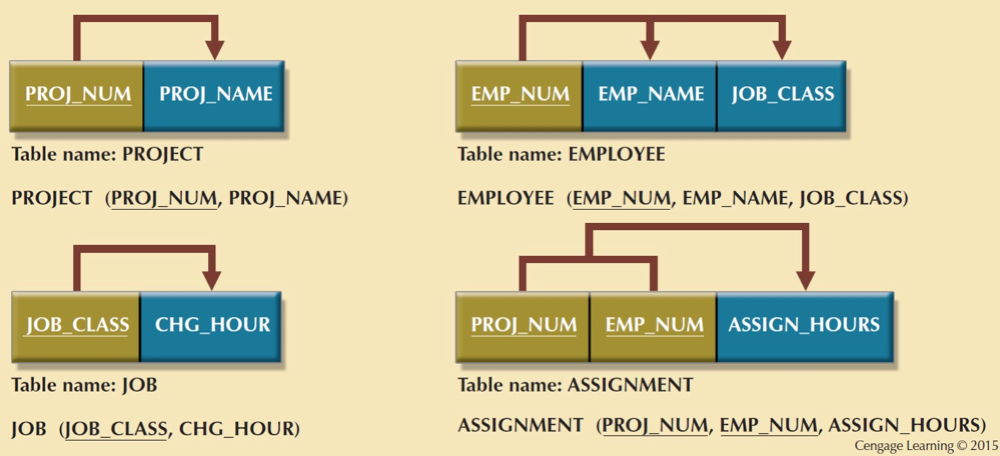 PROJ_NUM PROJ_NAME
Table name: PROJECT
PROJECT (PROJ_NUM, PROJ_NAME)
EMP_NUM EMP_NAME JOB_CLASS
Table name: EMPLOYEE
EMPLOYEE (EMP_NUM, EMP_NAME, JOB_CLASS)
JOB_CLASS CHG_HOUR
Table name: JOB
JOB (JOB_CLASS, CHG_HOUR)
PROJ_NUM EMP_NUM ASSIGN_HOURS
Table name: ASSIGNMENT
ASSIGNMENT (PROJ_NUM, EMP_NUM, ASSIGN_HOURS)
Cengage Learning © 2015